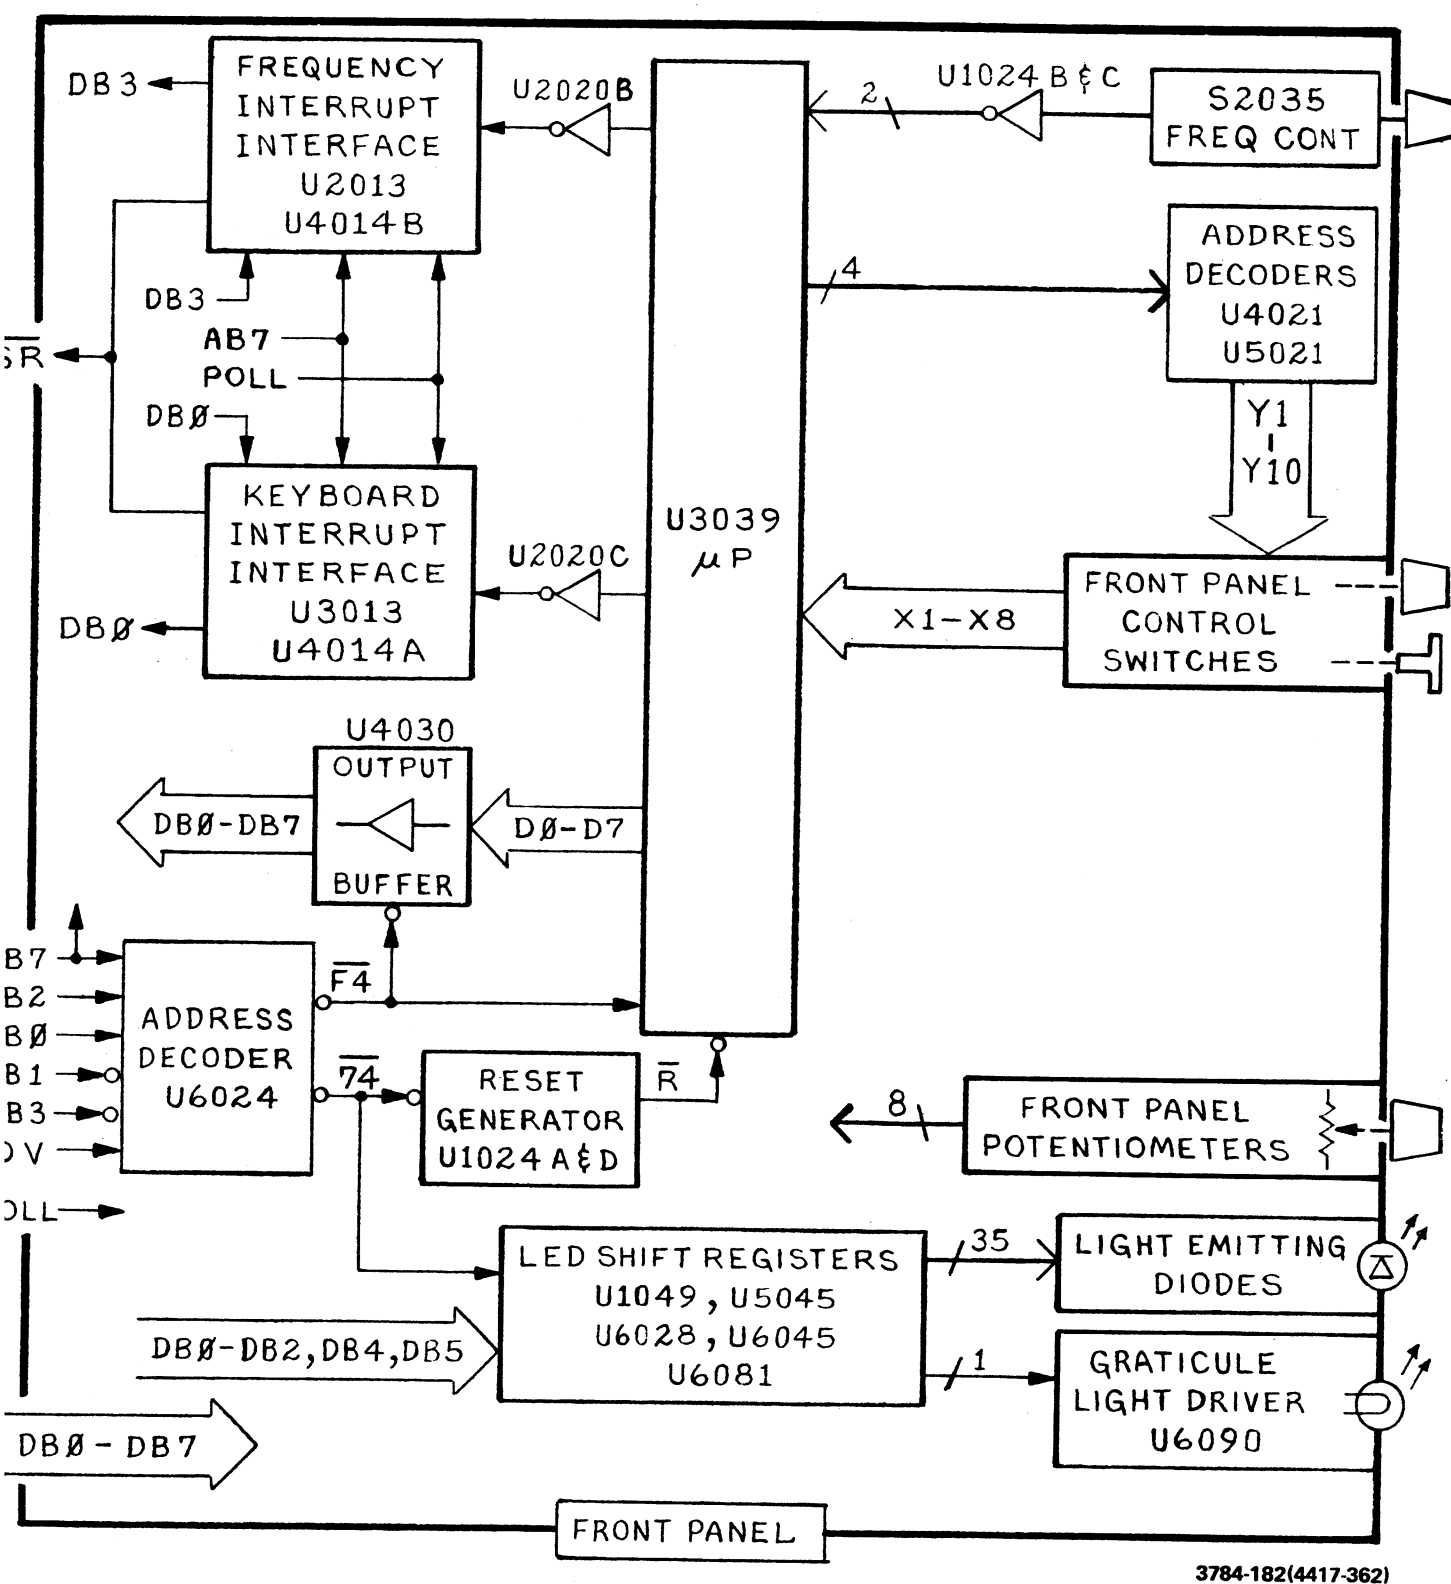 DB3
FREQUENCY
INTERRUPT
INTERFACE
U2013
U4014B
U2020B
2
U1024 B & C
S2035
FREQ CONT
4
ADDRESS
DECODERS
U4021
U5021
DB3
AB7
POLL
DBØ
SR
Y1
Y10
KEYBOARD
INTERRUPT
INTERFACE
U3013
U4014A
U2020C
DBØ
U3039
µP
X1-X8
FRONT PANEL
CONTROL
SWITCHES
U4030
OUTPUT
BUFFER
DBØ-DB7
DØ-D7
B7
B2
BØ
B1
B3
V
OLL
ADDRESS
DECODER
U6024
F4
74
RESET
GENERATOR
U1024 A & D
R
8
FRONT PANEL
POTENTIOMETERS
LED SHIFT REGISTERS
U1049, U5045
U6028, U6045
U6081
35
LIGHT EMITTING
DIODES
1
GRATICULE
LIGHT DRIVER
U6090
DBØ-DB2, DB4, DB5
DBØ - DB7
FRONT PANEL
3784-182(4417-362)